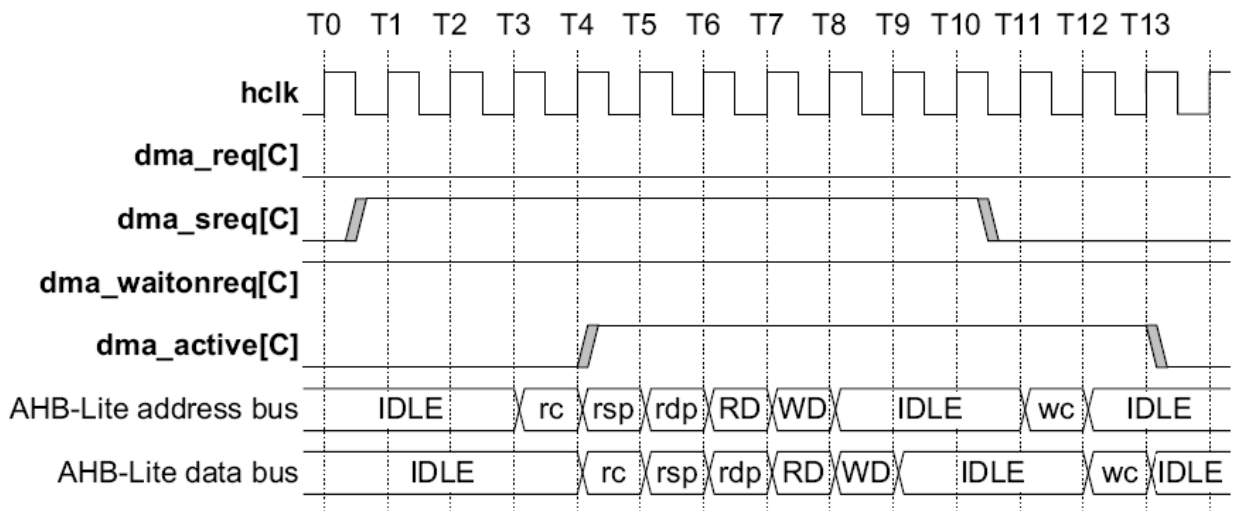 T0 T1 T2 T3 T4 T5 T6 T7 T8 T9 T10 T11 T12 T13
hclk
dma_req[C]
dma_sreq[C]
dma_waitonreq[C]
dma_active[C]
AHB-Lite address bus IDLE rc rsp rdp RD WD IDLE wc IDLE
AHB-Lite data bus IDLE rc rsp rdp RD WD IDLE wc IDLE